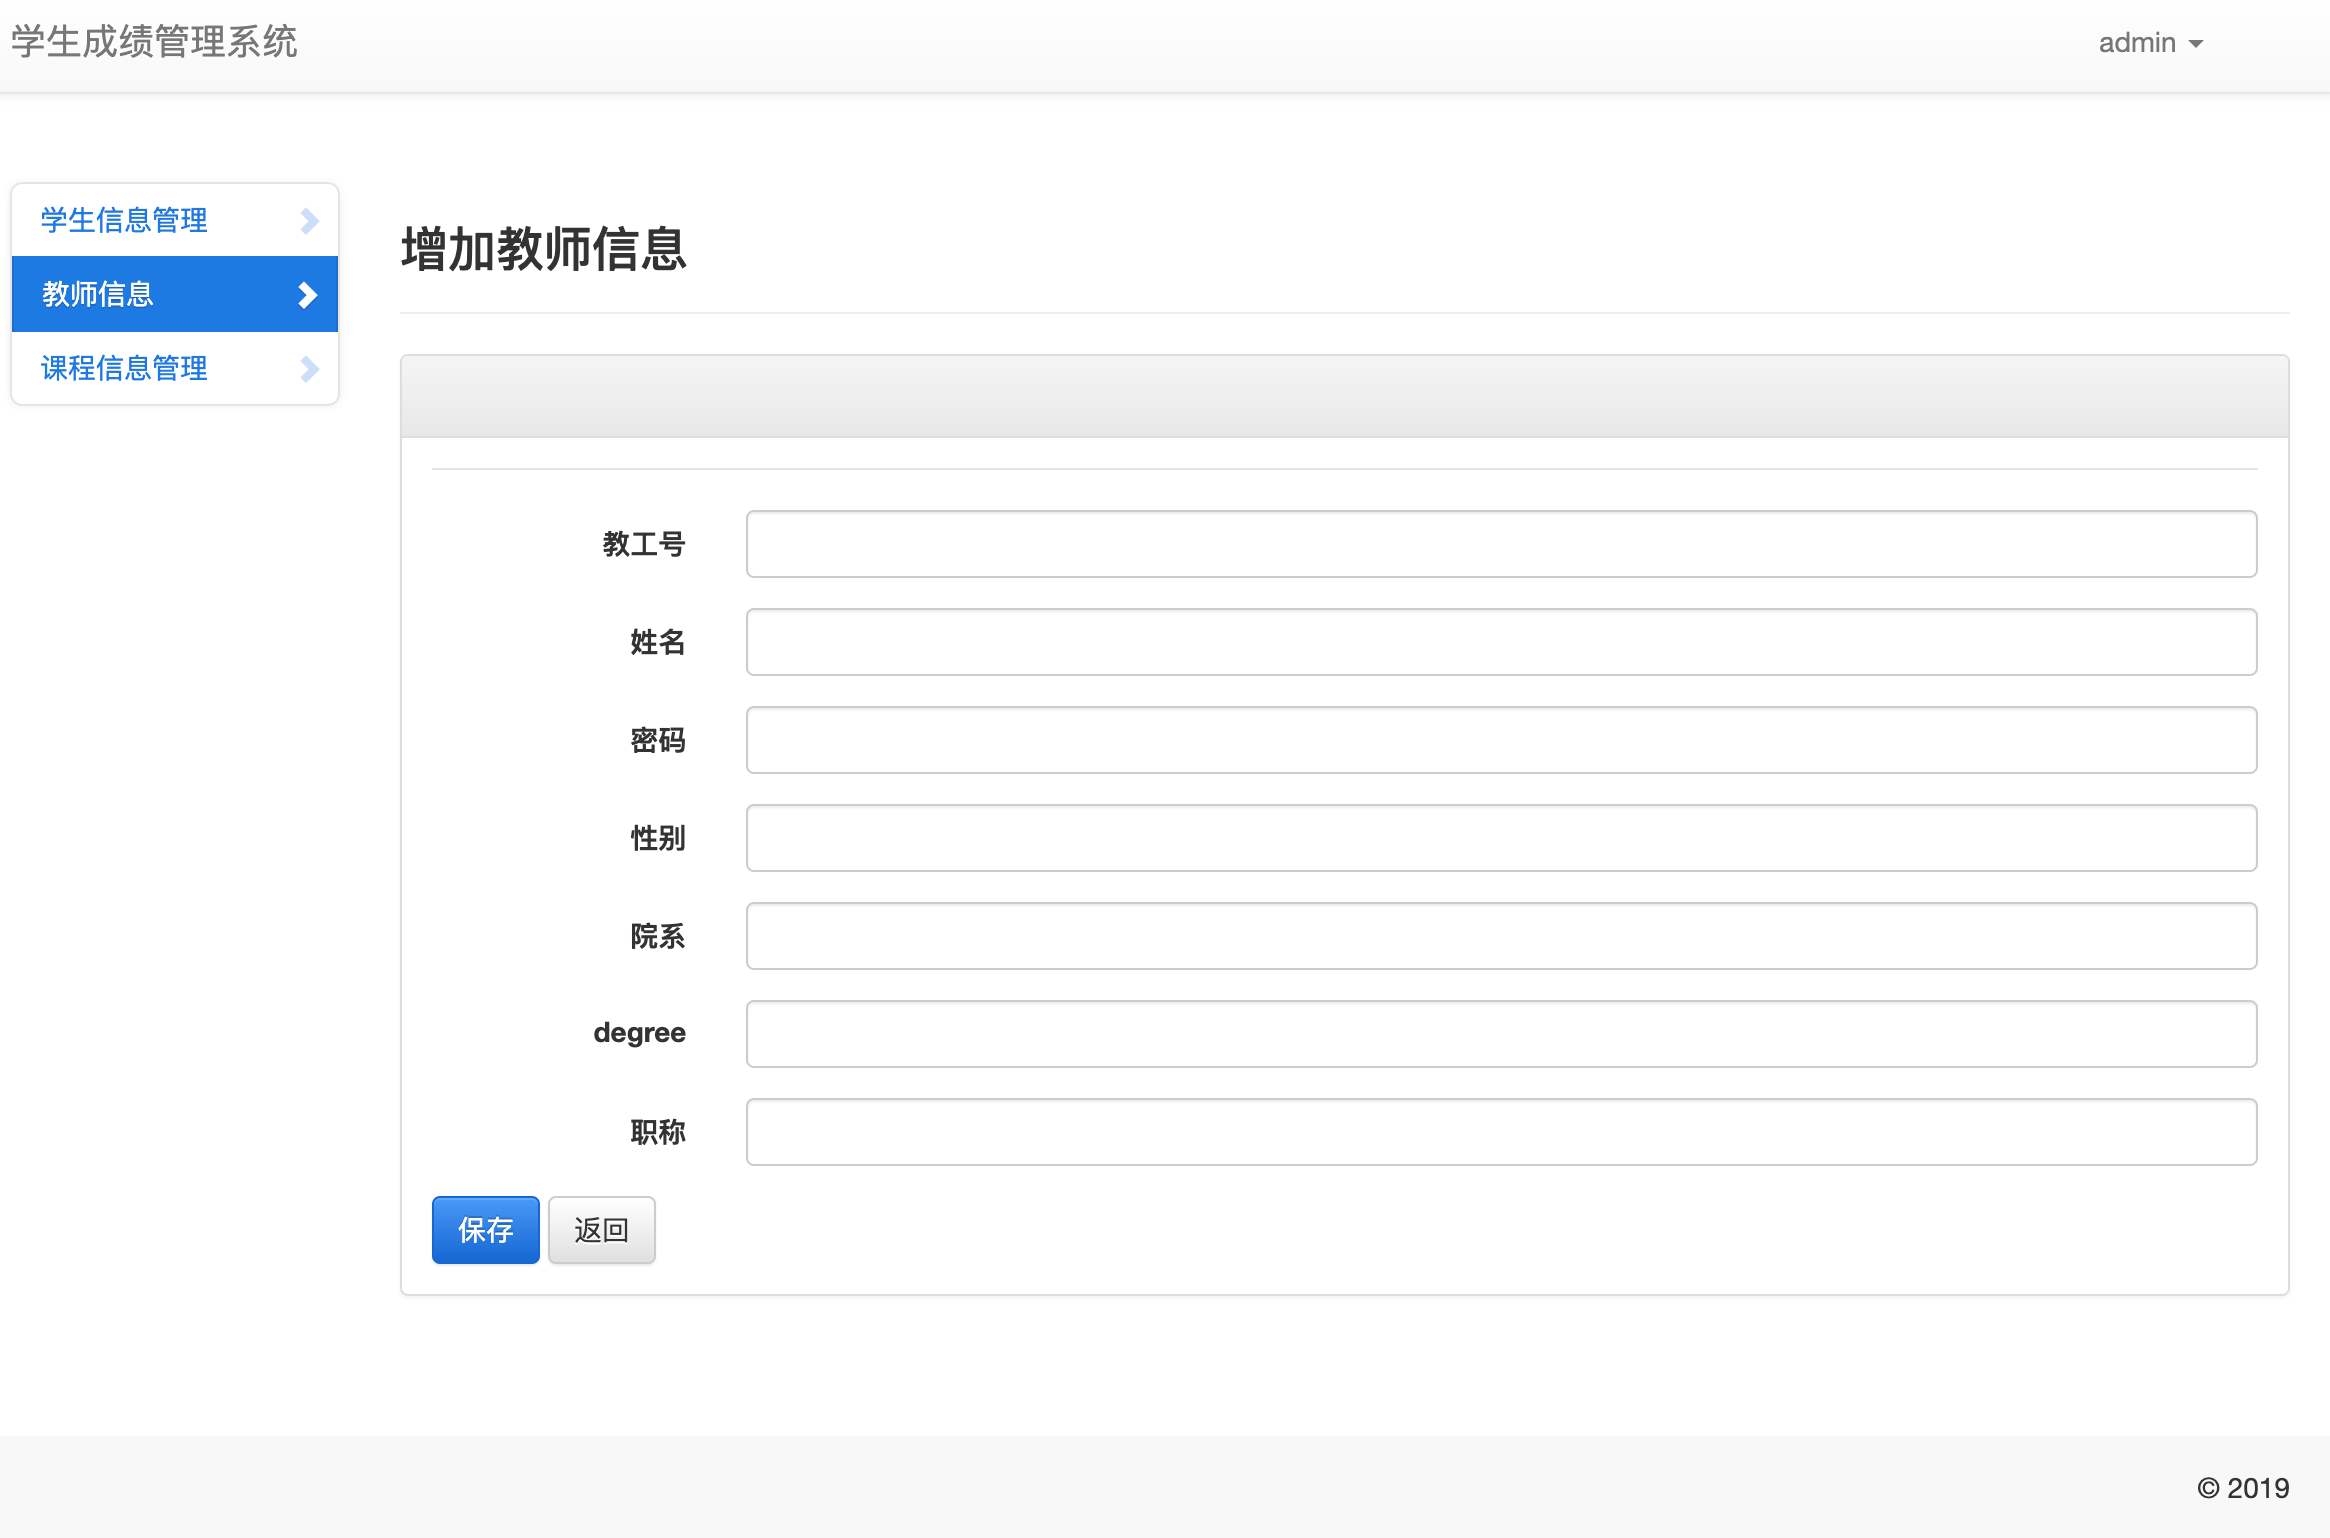 学生成绩管理系统
admin
学生信息管理
教师信息
课程信息管理
增加教师信息
教工号
姓名
密码
性别
院系
degree
职称
保存 返回
© 2019